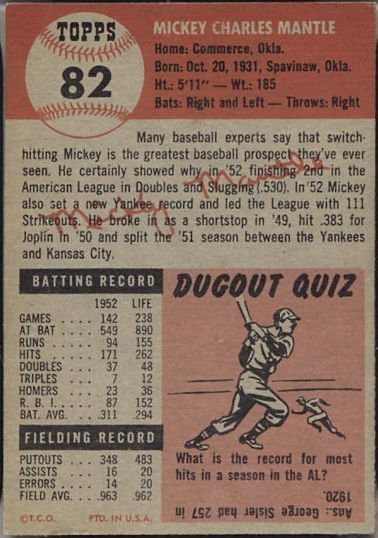 TOPPS
82
MICKEY CHARLES MANTLE
Home: Commerce, Okla.
Born: Oct. 20, 1931, Spavinaw, Okla.
Ht.: 5'11" — Wt.: 185
Bats: Right and Left — Throws: Right
Many baseball experts say that switch-
hitting Mickey is the greatest baseball prospect they've ever
seen. He certainly showed why in '52 finishing 2nd in the
American League in Doubles and Slugging (.530). In '52 Mickey
also set a new Yankee record and led the League with 111
Strikeouts. He broke in as a shortstop in '49, hit .383 for
Joplin in '50 and split the '51 season between the Yankees
and Kansas City.
Mickey Mantle
BATTING RECORD
1952 LIFE
GAMES .... 142 238
AT BAT .... 549 890
RUNS .... 94 155
HITS .... 171 262
DOUBLES .. 37 48
TRIPLES ... 7 12
HOMERS ... 23 36
R. B. I. .... 87 152
BAT. AVG. .. .311 .294
FIELDING RECORD
PUTOUTS ... 348 483
ASSISTS .... 16 20
ERRORS .... 14 20
FIELD AVG. .. .963 .962
©T.C.O. PTD. IN U.S.A.
DUGOUT QUIZ
What is the record for most
hits in a season in the AL?
Ans.: George Sisler had 257 in
1920.